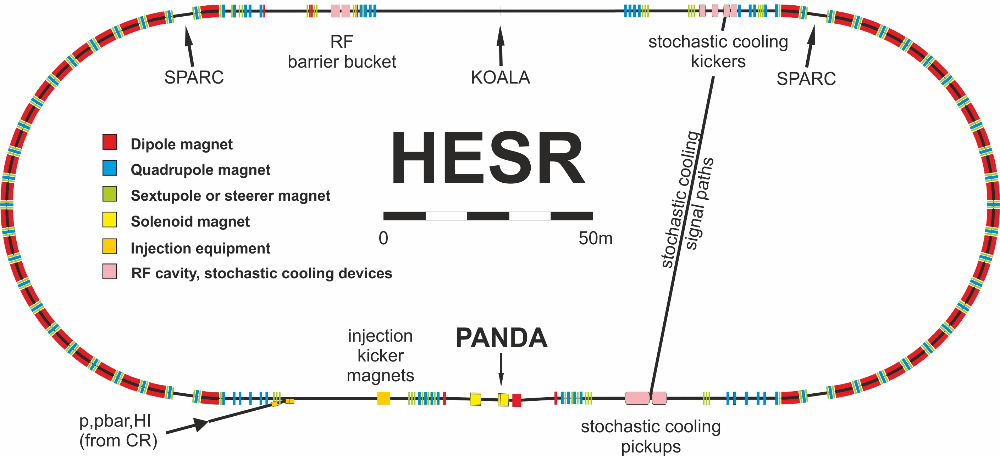 RF
barrier bucket
stochastic cooling
kickers
SPARC
KOALA
SPARC
HESR
Dipole magnet
Quadrupole magnet
Sextupole or steerer magnet
Solenoid magnet
Injection equipment
RF cavity, stochastic cooling devices
0
50m
stochastic cooling
signal paths
injection
kicker
magnets
PANDA
p,pbar,HI
(from CR)
stochastic cooling
pickups